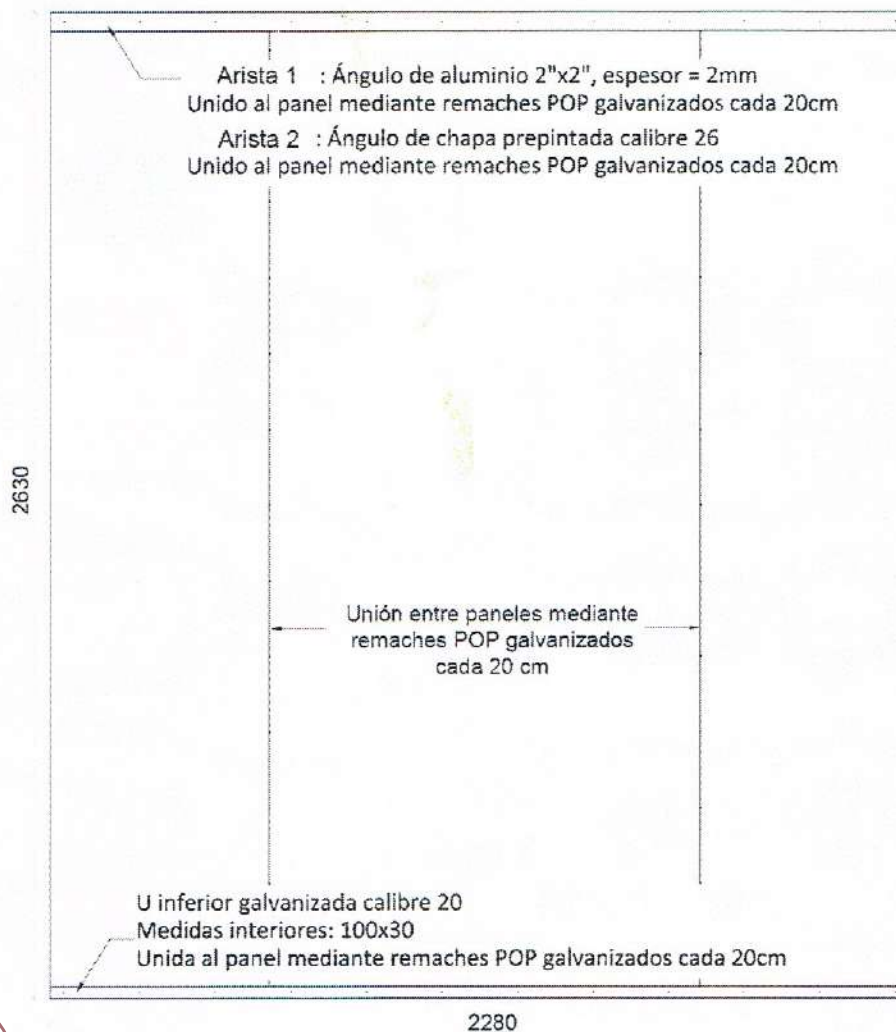 Arista 1 : Ángulo de aluminio 2"x2", espesor = 2mm
Unido al panel mediante remaches POP galvanizados cada 20cm
Arista 2 : Ángulo de chapa prepintada calibre 26
Unido al panel mediante remaches POP galvanizados cada 20cm
2630
Unión entre paneles mediante
remaches POP galvanizados
cada 20 cm
U inferior galvanizada calibre 20
Medidas interiores: 100x30
Unida al panel mediante remaches POP galvanizados cada 20cm
2280